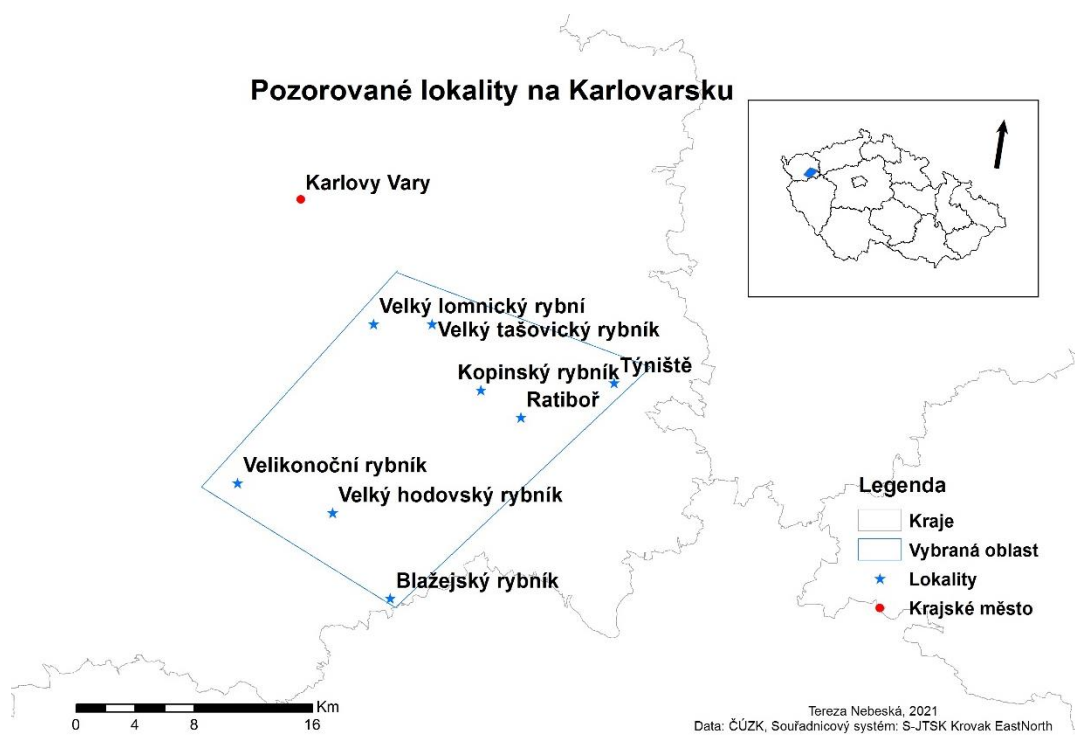 Pozorované lokality na Karlovarsku
Karlovy Vary
Velký lomnický rybní
Velký tašovický rybník
Kopinský rybník
Týniště
Ratiboř
Velikonoční rybník
Velký hodovský rybník
Blažejský rybník
Legenda
Kraje
Vybraná oblast
Lokality
Krajské město
Km
0 4 8 16
Tereza Nebeská, 2021
Data: ČÚZK, Souřadnicový systém: S-JTSK Krovak EastNorth